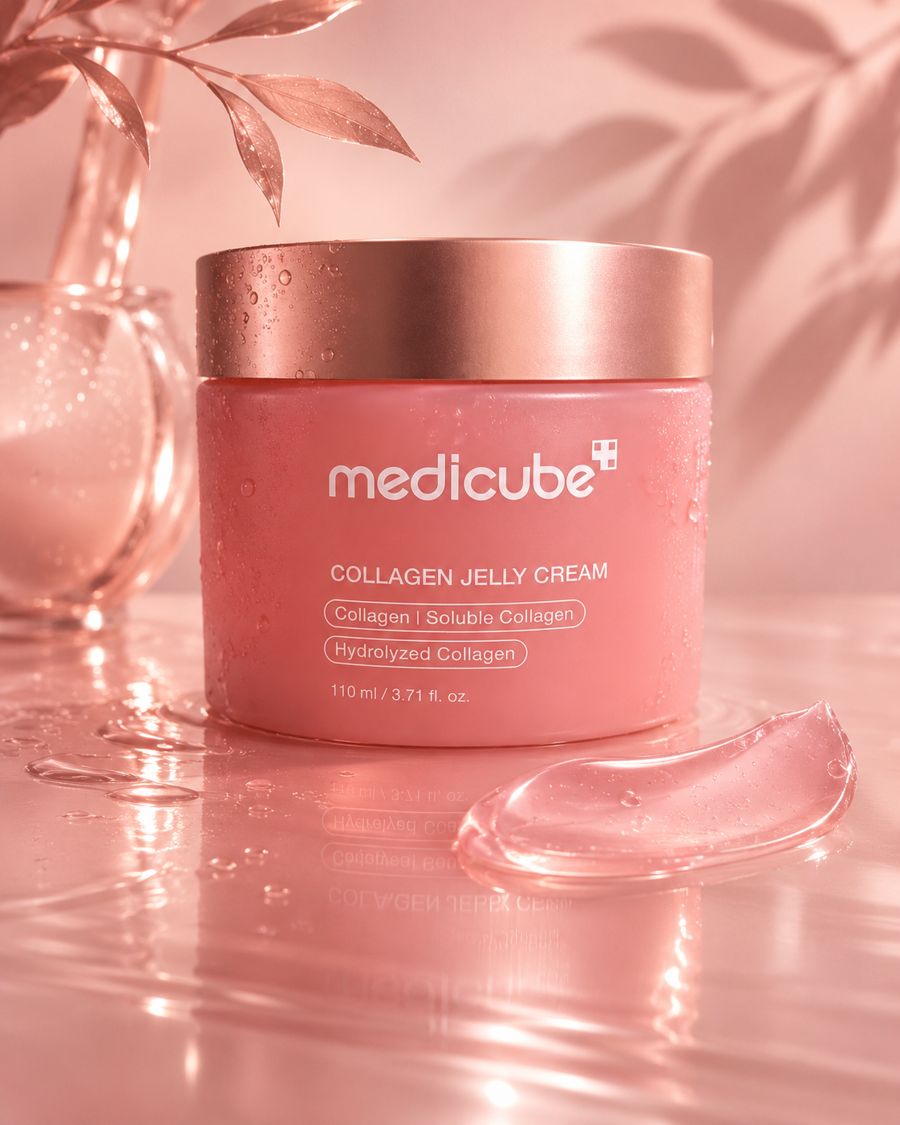 medicube
COLLAGEN JELLY CREAM
Collagen | Soluble Collagen
Hydrolyzed Collagen
110 ml / 3.71 fl. oz.